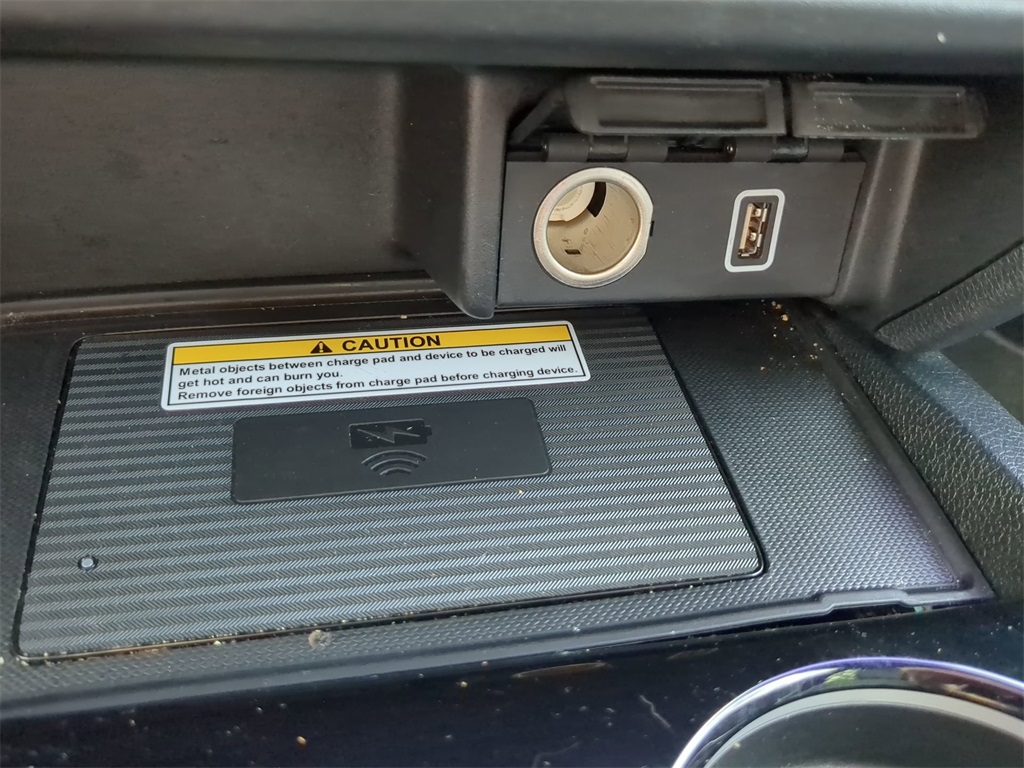 CAUTION
Metal objects between charge pad and device to be charged will
get hot and can burn you.
Remove foreign objects from charge pad before charging device.